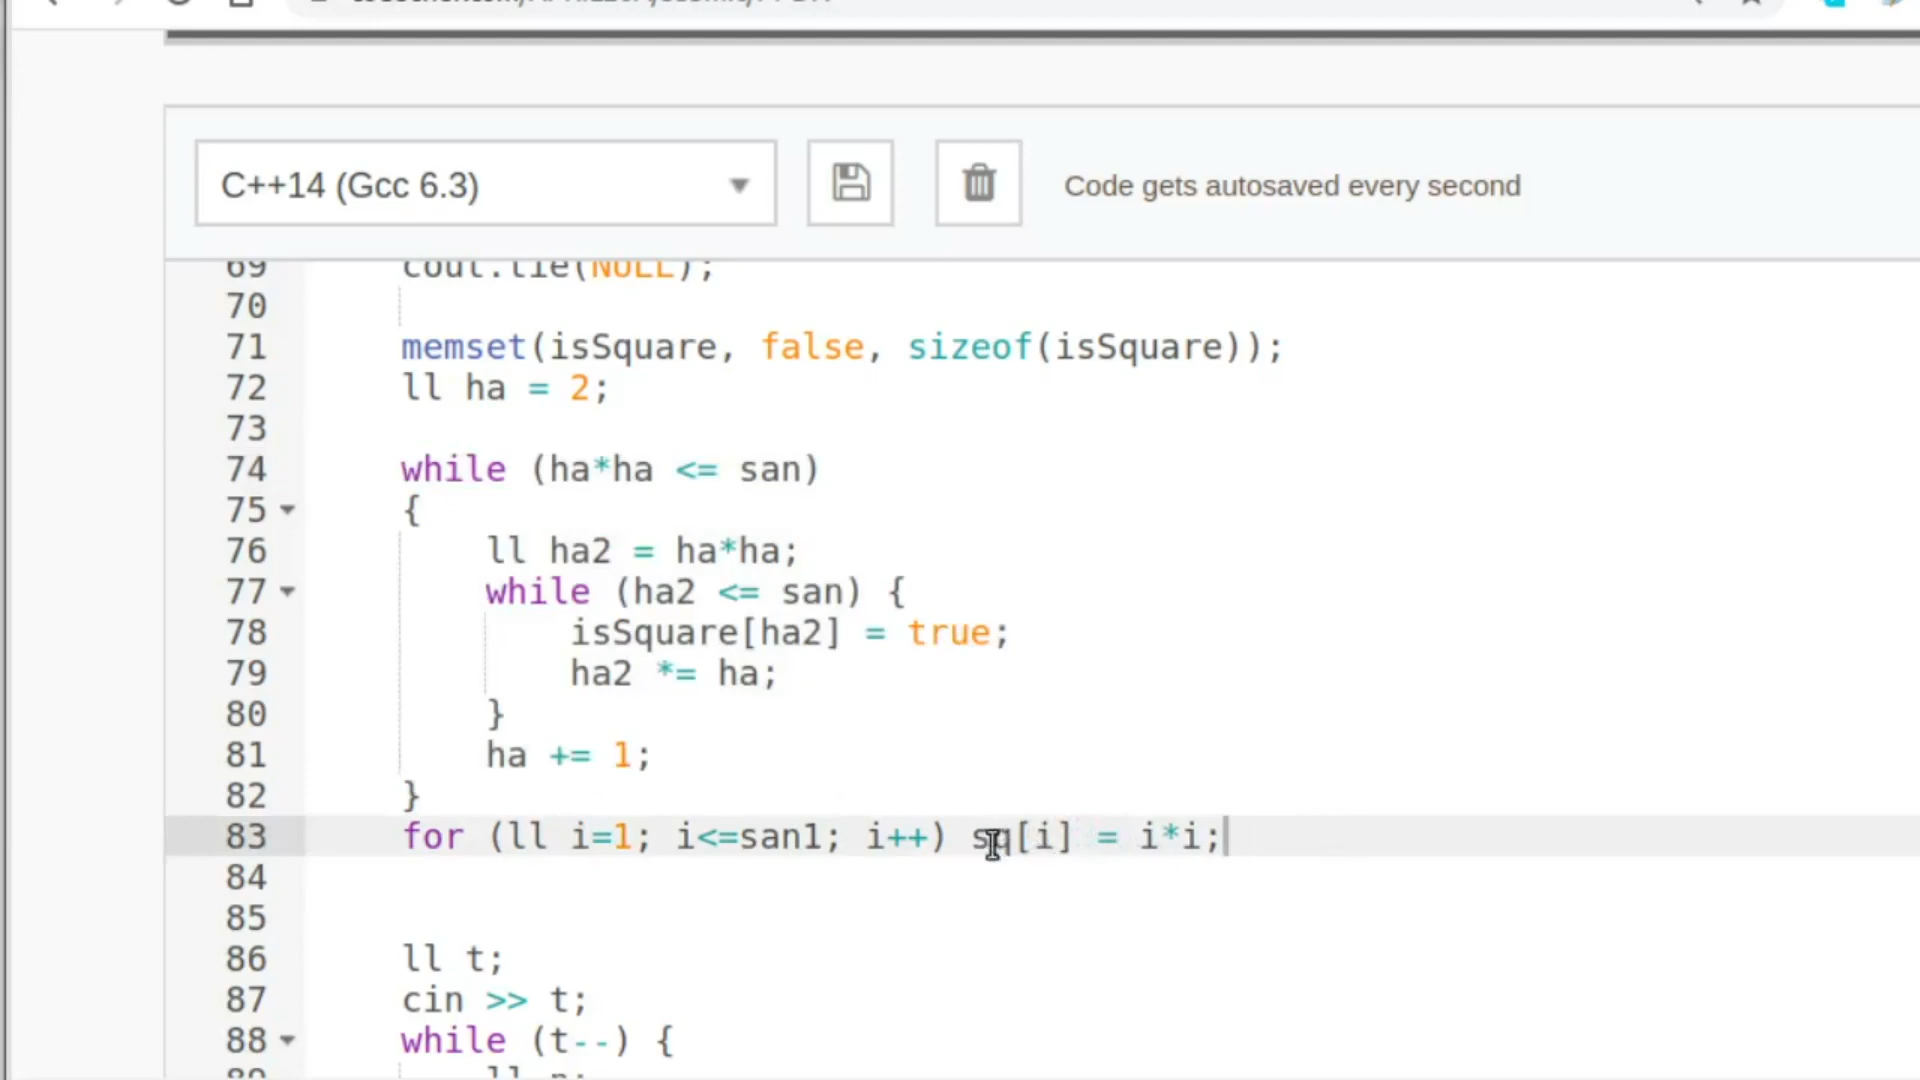 C++14 (Gcc 6.3)
Code gets autosaved every second
69 cout.tie(NULL);
70
71 memset(isSquare, false, sizeof(isSquare));
72 ll ha = 2;
73
74 while (ha*ha <= san)
75 {
76 ll ha2 = ha*ha;
77 while (ha2 <= san) {
78 isSquare[ha2] = true;
79 ha2 *= ha;
80 }
81 ha += 1;
82 }
83 for (ll i=1; i<=san1; i++) sq[i] = i*i;
84
85
86 ll t;
87 cin >> t;
88 while (t--) {